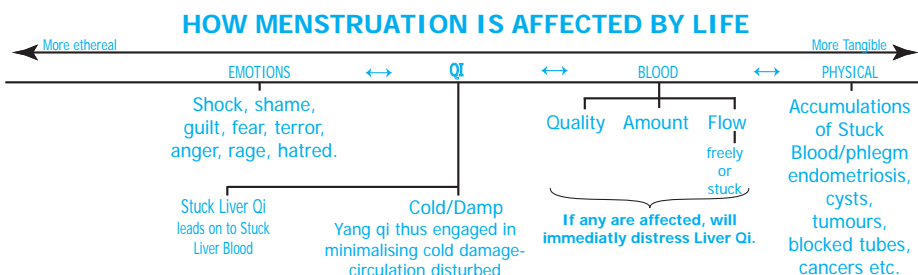 HOW MENSTRUATION IS AFFECTED BY LIFE
More ethereal
More Tangible
EMOTIONS ↔ QI ↔ BLOOD ↔ PHYSICAL
Shock, shame,
guilt, fear, terror,
anger, rage, hatred.
Stuck Liver Qi
leads on to Stuck
Liver Blood
Cold/Damp
Yang qi thus engaged in
minimalising cold damage-
circulation disturbed
Quality Amount Flow
freely
or
stuck
If any are affected, will
immediatly distress Liver Qi.
Accumulations
of Stuck
Blood/phlegm
endometriosis,
cysts,
tumours,
blocked tubes,
cancers etc.